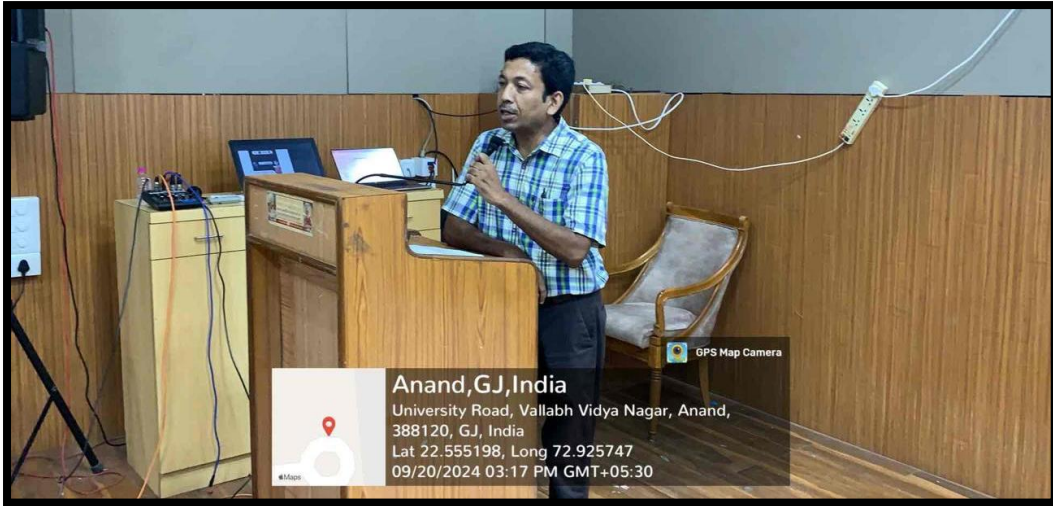 GPS Map Camera
Anand,GJ,India
University Road, Vallabh Vidya Nagar, Anand,
388120, GJ, India
Lat 22.555198, Long 72.925747
09/20/2024 03:17 PM GMT+05:30
Maps